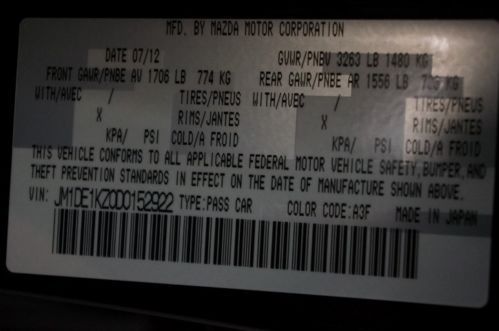 MFD. BY MAZDA MOTOR CORPORATION
DATE 07/12 GVWR/PNBV 3263 LB 1480 KG
FRONT GAWR/PNBE AV 1706 LB 774 KG REAR GAWR/PNBE AR 1556 LB KG
WITH/AVEC / TIRES/PNEUS WITH/AVEC / TIRES/PNEUS
X RIMS/JANTES X RIMS/JANTES
KPA/ PSI COLD/A FROID KPA/ PSI COLD/A FROID
THIS VEHICLE CONFORMS TO ALL APPLICABLE FEDERAL MOTOR VEHICLE SAFETY, BUMPER, AND
THEFT PREVENTION STANDARDS IN EFFECT ON THE DATE OF MANUFACTURE SHOWN ABOVE.
VIN: JM1DE1KZ0D0152922 TYPE:PASS CAR COLOR CODE:A3F MADE IN JAPAN